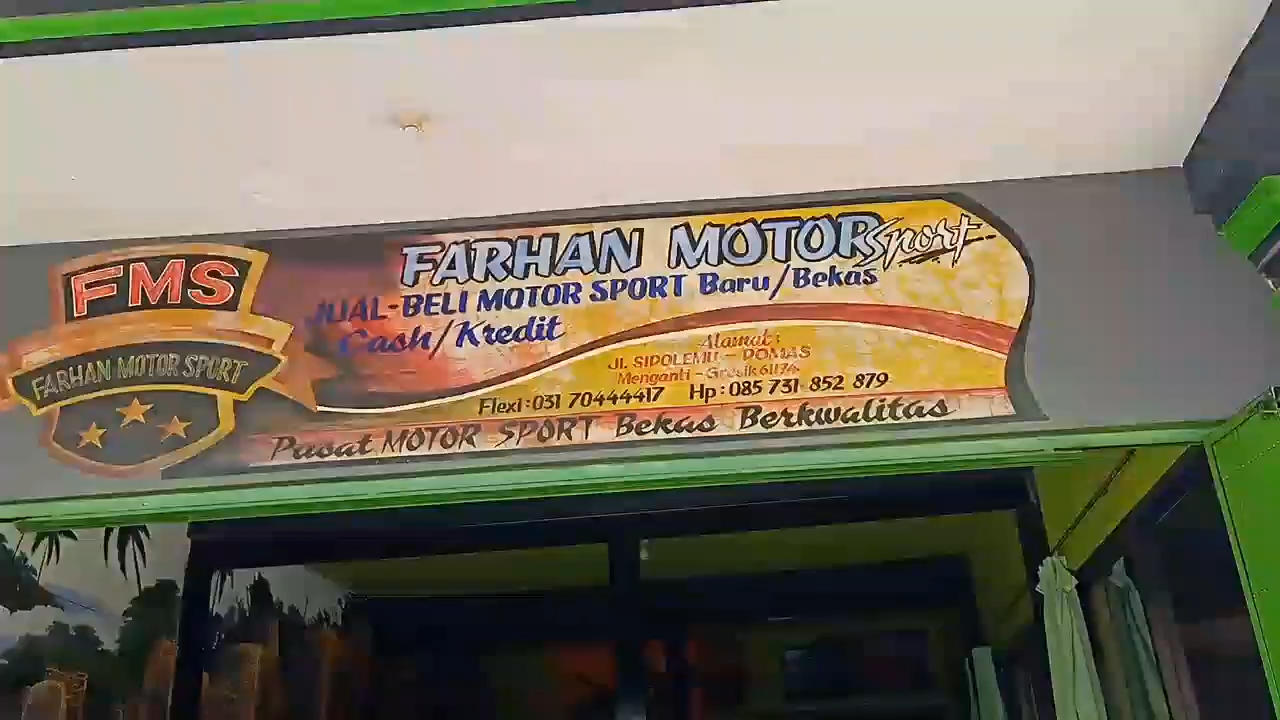 FMS
FARHAN MOTOR SPORT
FARHAN MOTOR Sport
JUAL-BELI MOTOR SPORT Baru/Bekas
Cash/Kredit
Alamat:
Jl. SIPOLEMU - DOMAS
Menganti - Gresik 61174
Flexi: 031 70444417 Hp: 085 731 852 879
Pusat MOTOR SPORT Bekas Berkwalitas